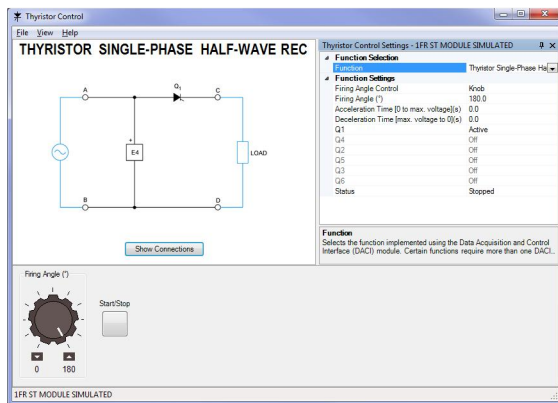 Thyristor Control
File View Help
THYRISTOR SINGLE-PHASE HALF-WAVE REC
A
Q1
C
+
E4
LOAD
B
D
Show Connections
Thyristor Control Settings - 1FR ST MODULE SIMULATED
Function Selection
Function Thyristor Single-Phase Ha
Function Settings
Firing Angle Control Knob
Firing Angle (°) 180.0
Acceleration Time [0 to max. voltage](s) 0.0
Deceleration Time [max. voltage to 0](s) 0.0
Q1 Active
Q4 Off
Q2 Off
Q5 Off
Q3 Off
Q6 Off
Status Stopped
Function
Selects the function implemented using the Data Acquisition and Control
Interface (DACI) module. Certain functions require more than one DACI...
Firing Angle (°)
Start/Stop
0 180
1FR ST MODULE SIMULATED